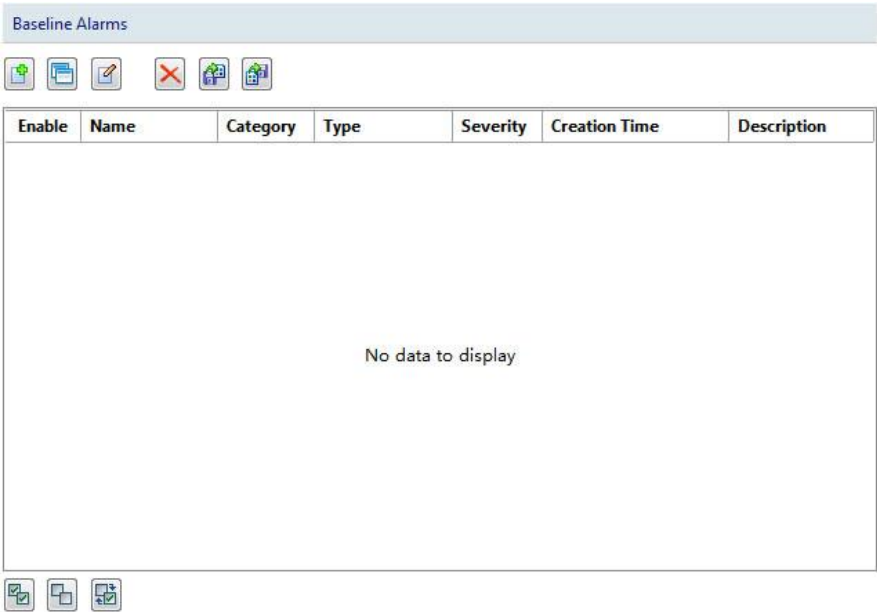 Baseline Alarms
Enable Name Category Type Severity Creation Time Description
No data to display